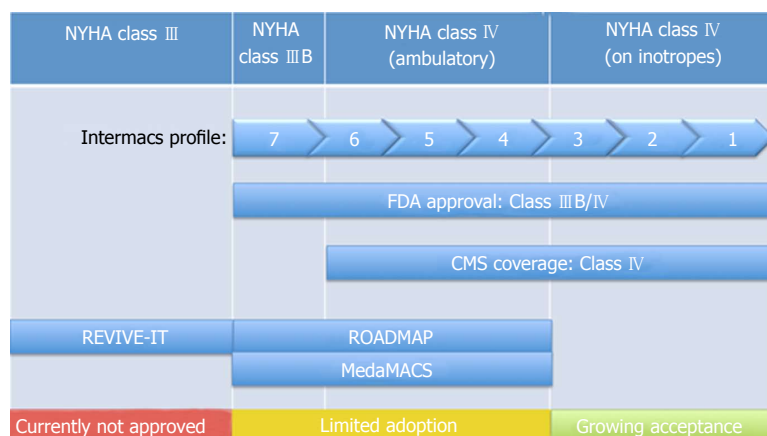 NYHA class Ⅲ
NYHA
class ⅢB
NYHA class Ⅳ
(ambulatory)
NYHA class Ⅳ
(on inotropes)
Intermacs profile: 7 6 5 4 3 2 1
FDA approval: Class ⅢB/Ⅳ
CMS coverage: Class Ⅳ
REVIVE-IT ROADMAP
MedaMACS
Currently not approved Limited adoption Growing acceptance